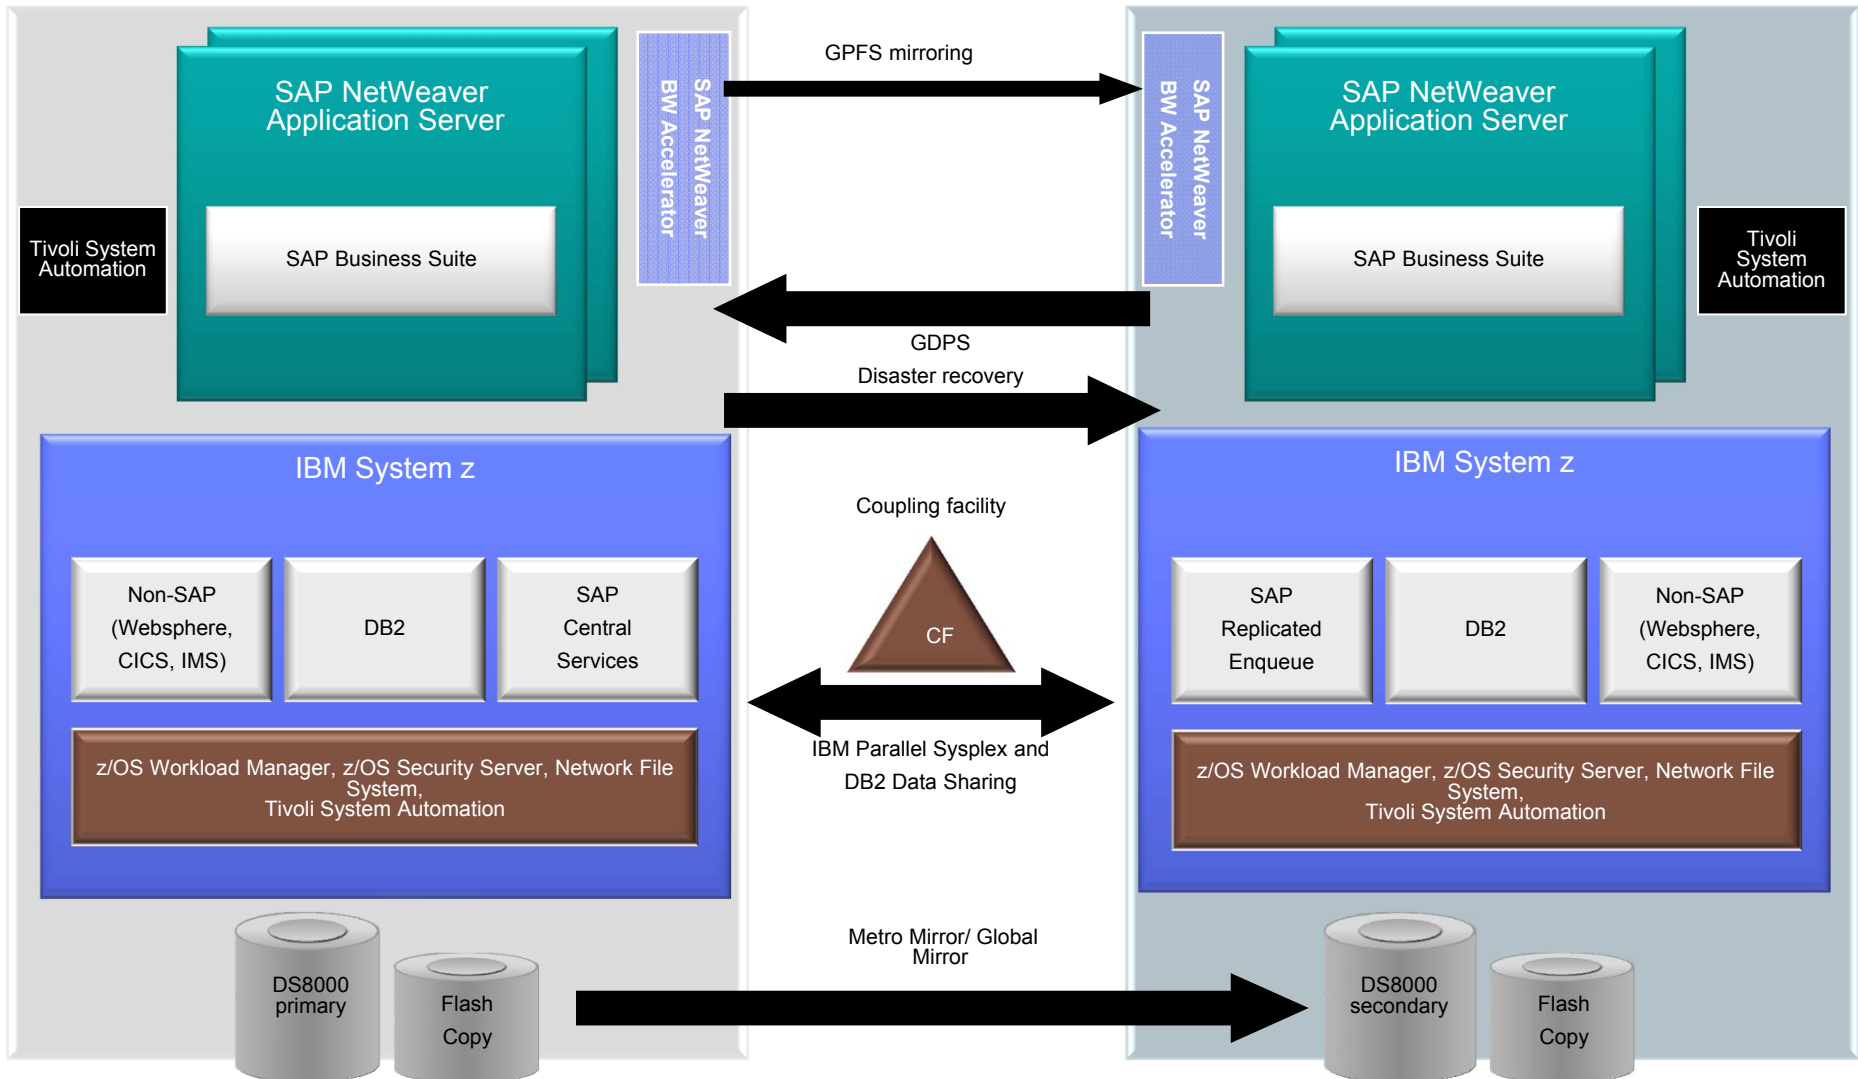 SAP NetWeaver
Application Server
SAP Business Suite
Tivoli System
Automation
SAP NetWeaver
BW Accelerator
GPFS mirroring
SAP NetWeaver
BW Accelerator
SAP NetWeaver
Application Server
SAP Business Suite
Tivoli
System
Automation
GDPS
Disaster recovery
IBM System z
Non-SAP
(Websphere,
CICS, IMS)
DB2
SAP
Central
Services
z/OS Workload Manager, z/OS Security Server, Network File
System,
Tivoli System Automation
Coupling facility
CF
IBM Parallel Sysplex and
DB2 Data Sharing
IBM System z
SAP
Replicated
Enqueue
DB2
Non-SAP
(Websphere,
CICS, IMS)
z/OS Workload Manager, z/OS Security Server, Network File
System,
Tivoli System Automation
DS8000
primary
Flash
Copy
Metro Mirror/ Global
Mirror
DS8000
secondary
Flash
Copy